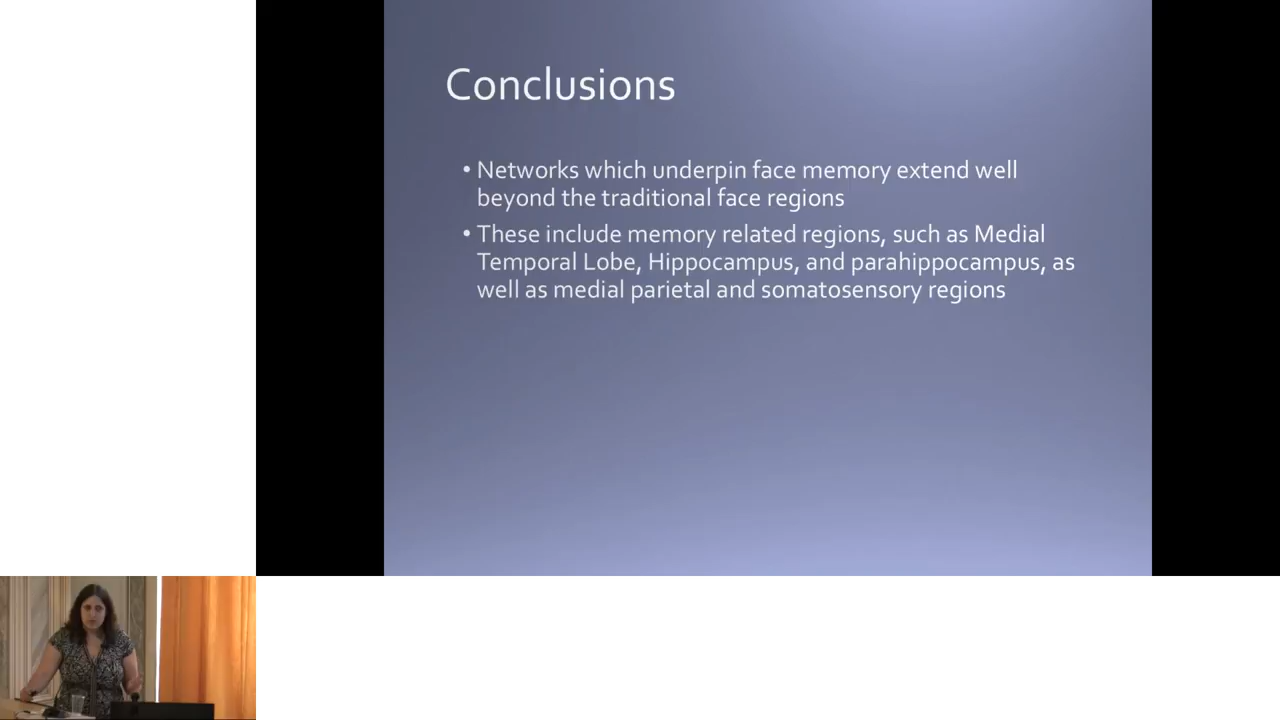 Conclusions
• Networks which underpin face memory extend well
beyond the traditional face regions
• These include memory related regions, such as Medial
Temporal Lobe, Hippocampus, and parahippocampus, as
well as medial parietal and somatosensory regions